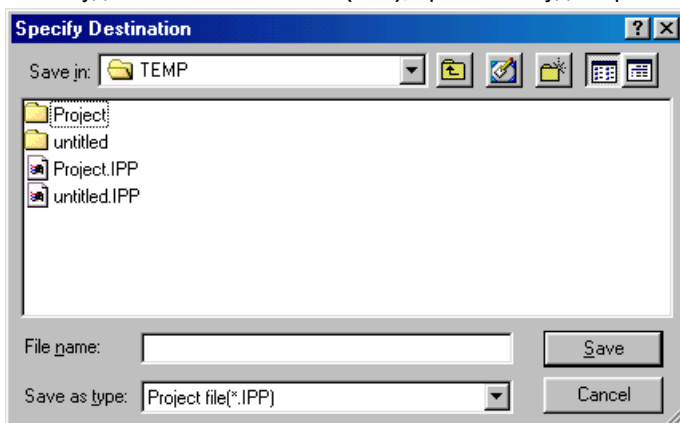 Specify Destination
Save in: TEMP
Project
untitled
Project.IPP
untitled.IPP
File name:
Save
Save as type: Project file(*.IPP)
Cancel